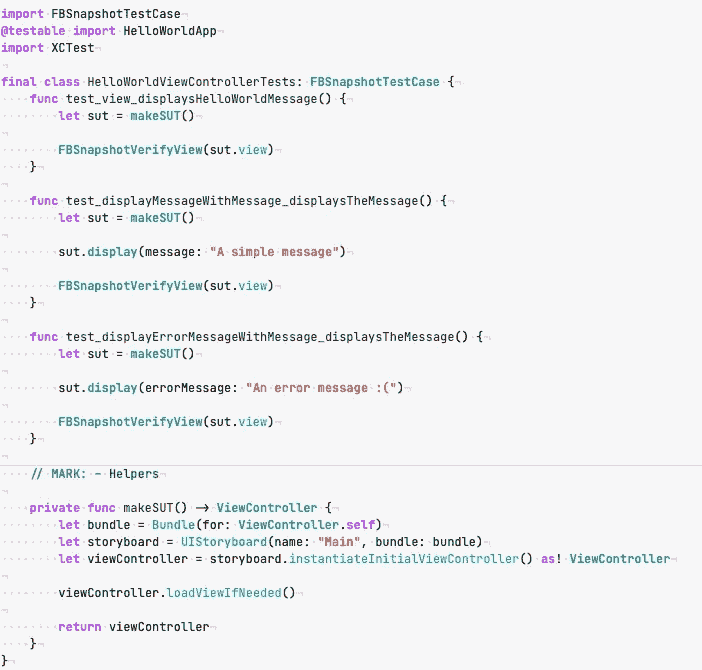 import FBSnapshotTestCase
@testable import HelloWorldApp
import XCTest

final class HelloWorldViewControllerTests: FBSnapshotTestCase {
    func test_view_displaysHelloWorldMessage() {
        let sut = makeSUT()

        FBSnapshotVerifyView(sut.view)
    }

    func test_displayMessageWithMessage_displaysTheMessage() {
        let sut = makeSUT()

        sut.display(message: "A simple message")

        FBSnapshotVerifyView(sut.view)
    }

    func test_displayErrorMessageWithMessage_displaysTheMessage() {
        let sut = makeSUT()

        sut.display(errorMessage: "An error message :(")

        FBSnapshotVerifyView(sut.view)
    }

    // MARK: - Helpers

    private func makeSUT() -> ViewController {
        let bundle = Bundle(for: ViewController.self)
        let storyboard = UIStoryboard(name: "Main", bundle: bundle)
        let viewController = storyboard.instantiateInitialViewController() as! ViewController

        viewController.loadViewIfNeeded()

        return viewController
    }
}